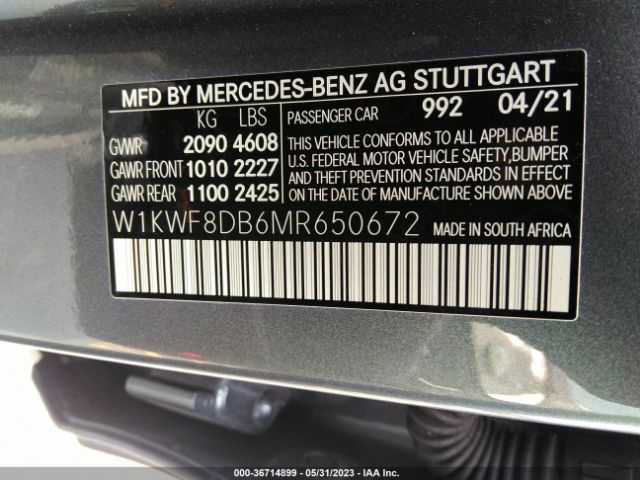 MFD BY MERCEDES-BENZ AG STUTTGART
KG LBS
GVWR 2090 4608
GAWR FRONT 1010 2227
GAWR REAR 1100 2425
PASSENGER CAR 992 04/21
THIS VEHICLE CONFORMS TO ALL APPLICABLE
U.S. FEDERAL MOTOR VEHICLE SAFETY,BUMPER
AND THEFT PREVENTION STANDARDS IN EFFECT
ON THE DATE OF MANUFACTURE SHOWN ABOVE
W1KWF8DB6MR650672 MADE IN SOUTH AFRICA
000-36714899 - 05/31/2023 - IAA Inc.